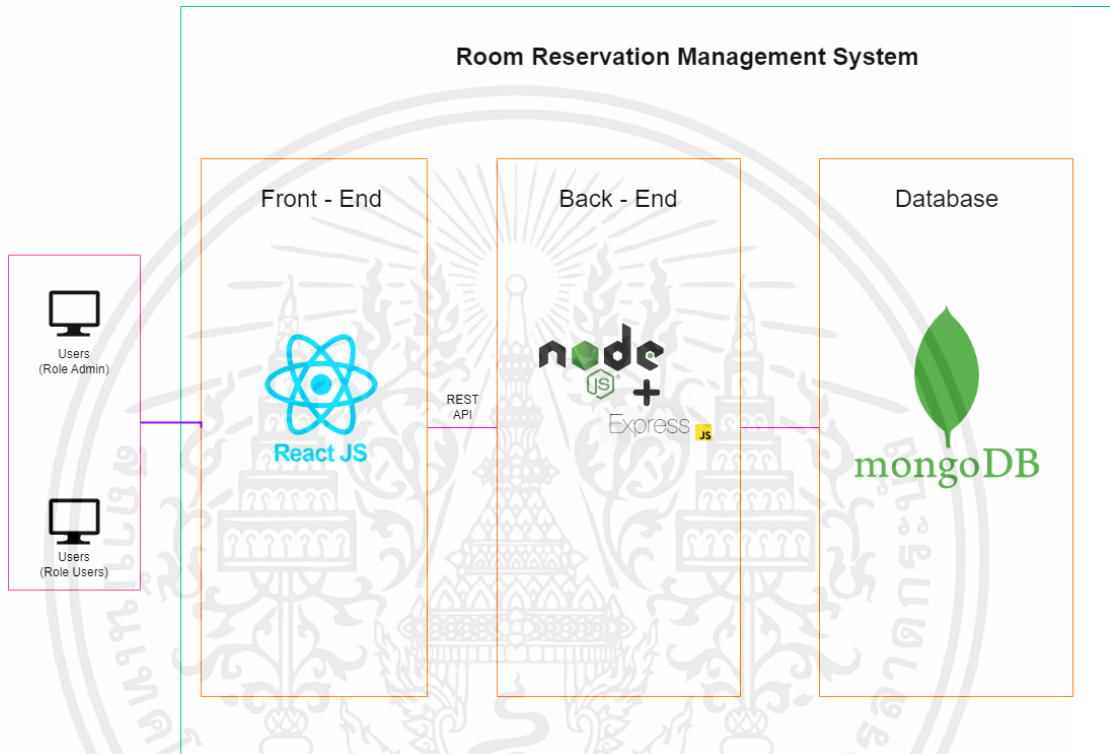 Room Reservation Management System
Front - End
Back - End
Database
Users
(Role Admin)
Users
(Role Users)
React JS
REST
API
node
JS
+
Express JS
mongoDB